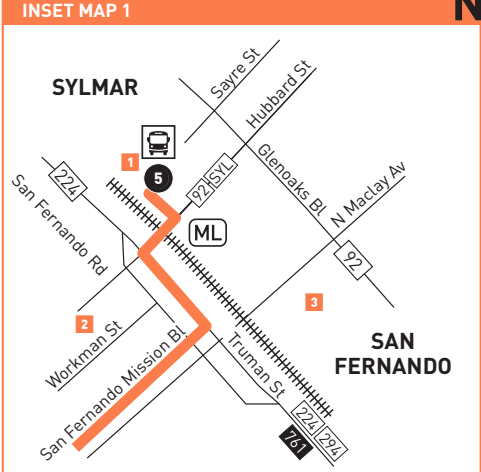 INSET MAP 1
N
SYLMAR
Sayre St
Hubbard St
1
5
224
92
SYL
Glenoaks Bl
N Maclay Av
San Fernando Rd
ML
92
3
2
Workman St
San Fernando Mission Bl
Truman St
SAN
FERNANDO
224
294
761